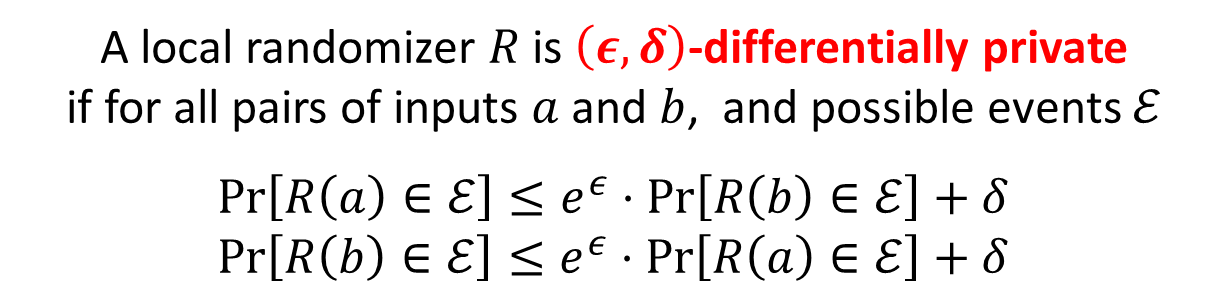 A local randomizer 𝑅 is (𝝐, 𝜹)-differentially private
if for all pairs of inputs 𝑎 and 𝑏, and possible events ℰ
Pr[𝑅(𝑎) ∈ ℰ] ≤ 𝑒^𝜖 · Pr[𝑅(𝑏) ∈ ℰ] + 𝛿
Pr[𝑅(𝑏) ∈ ℰ] ≤ 𝑒^𝜖 · Pr[𝑅(𝑎) ∈ ℰ] + 𝛿